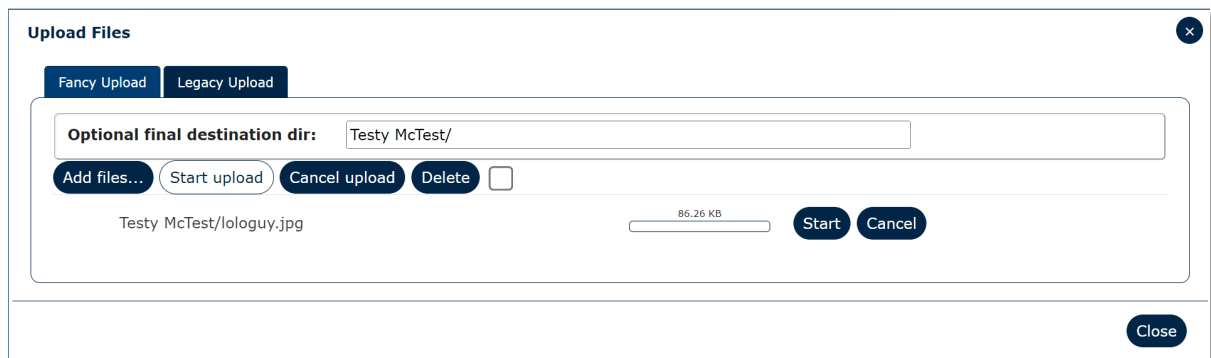 Upload Files
×
Fancy Upload Legacy Upload
Optional final destination dir: Testy McTest/
Add files... Start upload Cancel upload Delete
Testy McTest/lologuy.jpg 86.26 KB Start Cancel
Close